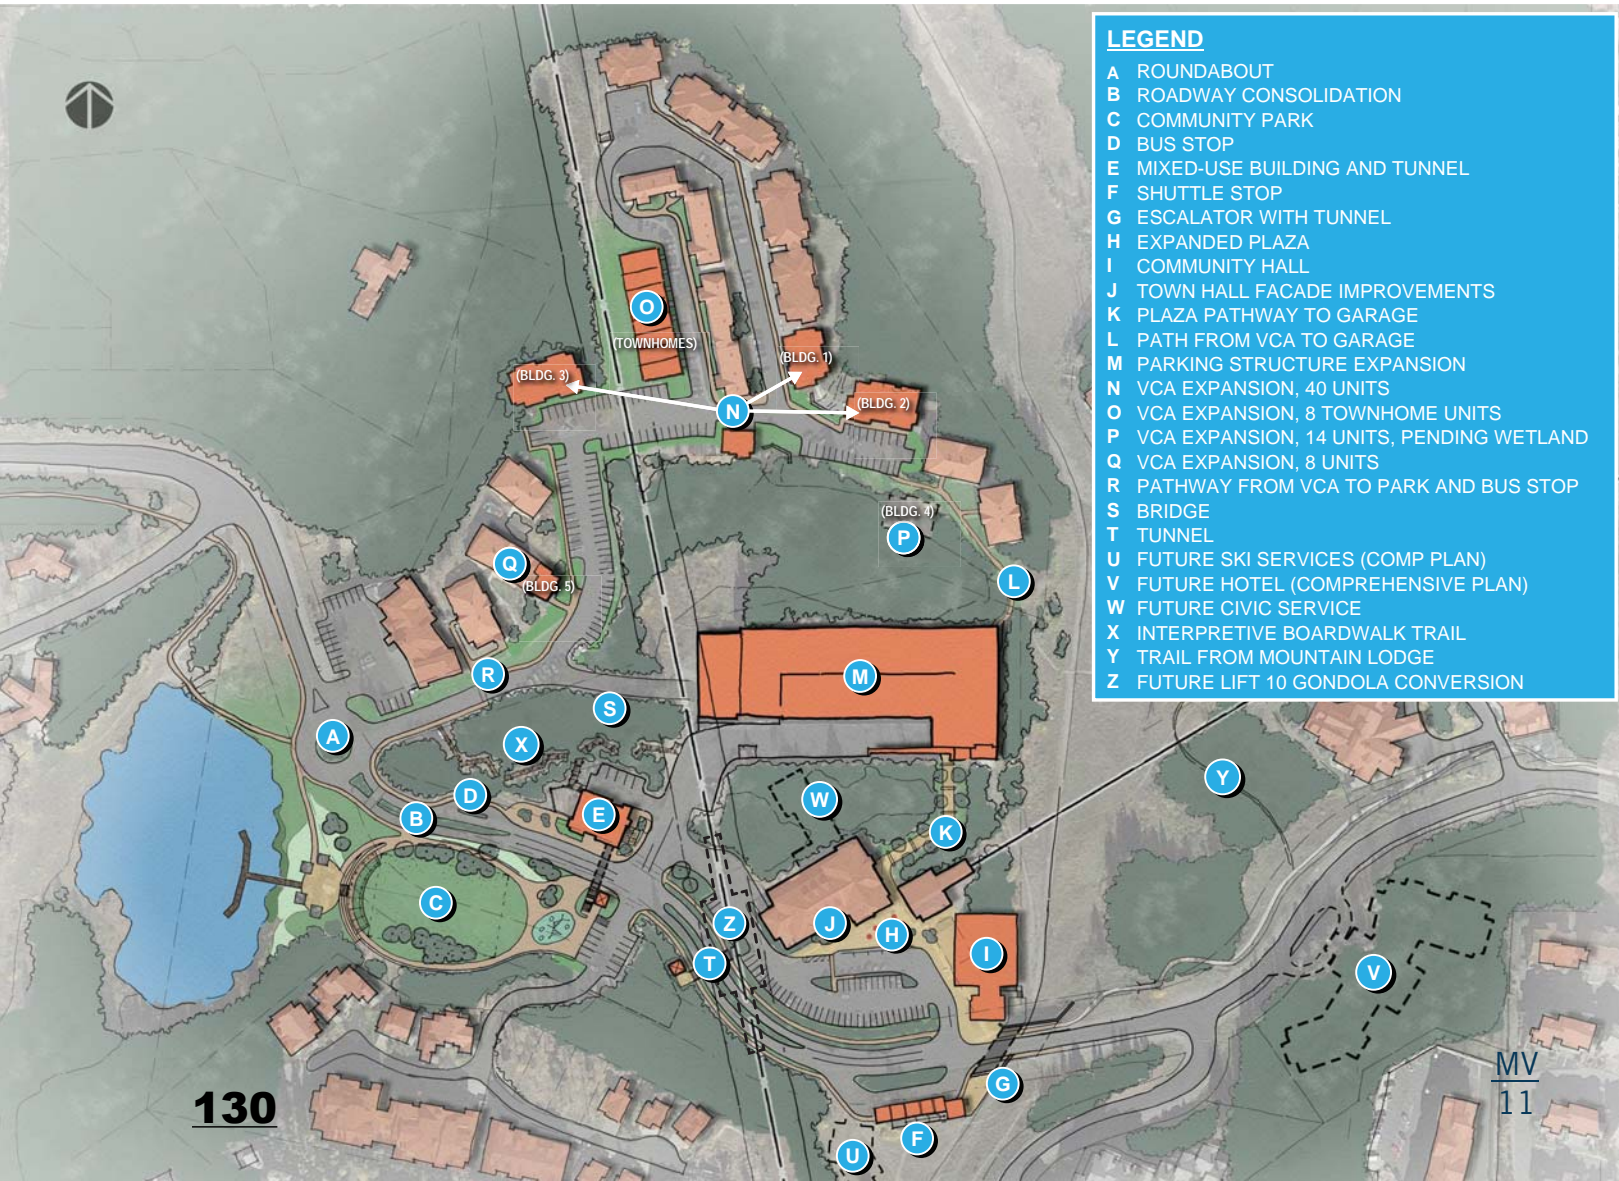 LEGEND
A ROUNDABOUT
B ROADWAY CONSOLIDATION
C COMMUNITY PARK
D BUS STOP
E MIXED-USE BUILDING AND TUNNEL
F SHUTTLE STOP
G ESCALATOR WITH TUNNEL
H EXPANDED PLAZA
I COMMUNITY HALL
J TOWN HALL FACADE IMPROVEMENTS
K PLAZA PATHWAY TO GARAGE
L PATH FROM VCA TO GARAGE
M PARKING STRUCTURE EXPANSION
N VCA EXPANSION, 40 UNITS
O VCA EXPANSION, 8 TOWNHOME UNITS
P VCA EXPANSION, 14 UNITS, PENDING WETLAND
Q VCA EXPANSION, 8 UNITS
R PATHWAY FROM VCA TO PARK AND BUS STOP
S BRIDGE
T TUNNEL
U FUTURE SKI SERVICES (COMP PLAN)
V FUTURE HOTEL (COMPREHENSIVE PLAN)
W FUTURE CIVIC SERVICE
X INTERPRETIVE BOARDWALK TRAIL
Y TRAIL FROM MOUNTAIN LODGE
Z FUTURE LIFT 10 GONDOLA CONVERSION
O
(TOWNHOMES)
(BLDG. 1)
(BLDG. 3)
(BLDG. 2)
N
(BLDG. 4)
P
Q
(BLDG. 5)
L
R
M
S
A
X
Y
D
W
B
E
K
C
Z
J
H
I
T
V
G
F
U
130
MV
11